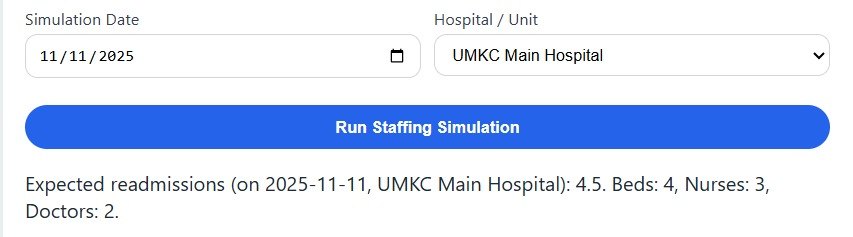 Simulation Date
Hospital / Unit
11/11/2025
UMKC Main Hospital
Run Staffing Simulation
Expected readmissions (on 2025-11-11, UMKC Main Hospital): 4.5. Beds: 4, Nurses: 3,
Doctors: 2.